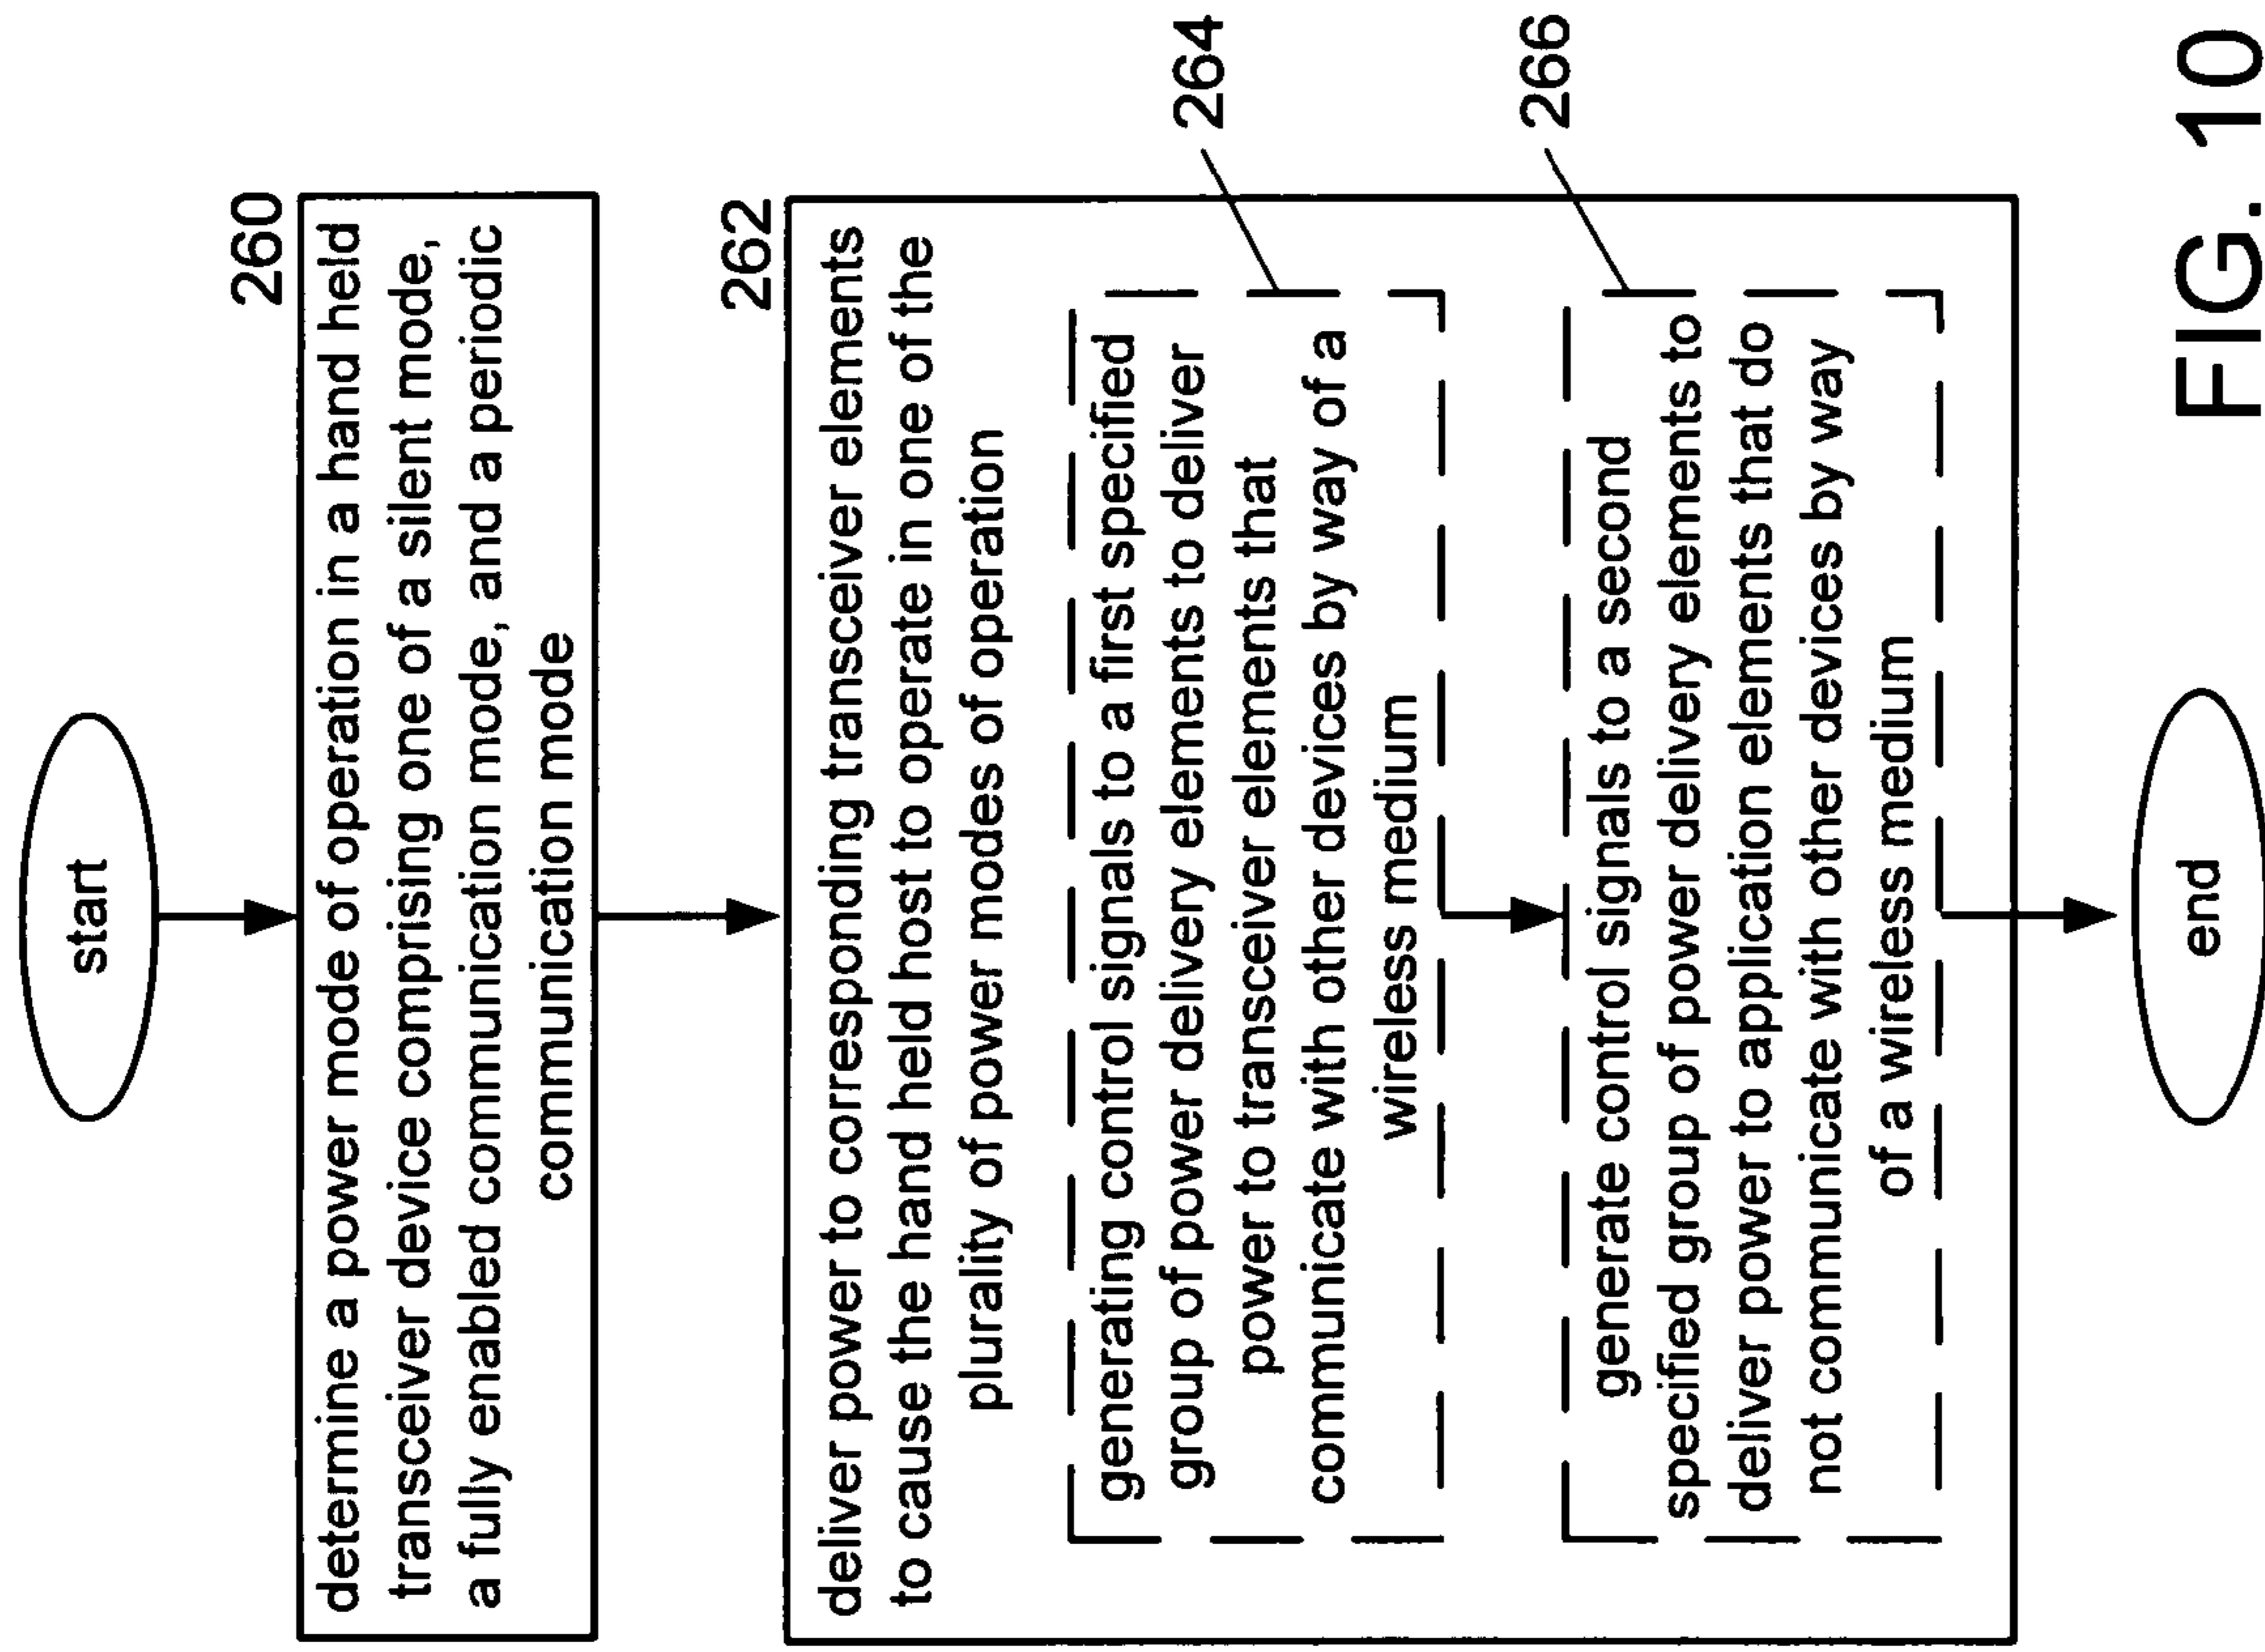 start
260
determine a power mode of operation in a hand held
transceiver device comprising one of a silent mode,
a fully enabled communication mode, and a periodic
communication mode
262
deliver power to corresponding transceiver elements
to cause the hand held host to operate in one of the
plurality of power modes of operation
264
generating control signals to a first specified
group of power delivery elements to deliver
power to transceiver elements that
communicate with other devices by way of a
wireless medium
266
generate control signals to a second
specified group of power delivery elements to
deliver power to application elements that do
not communicate with other devices by way
of a wireless medium
end
FIG. 10